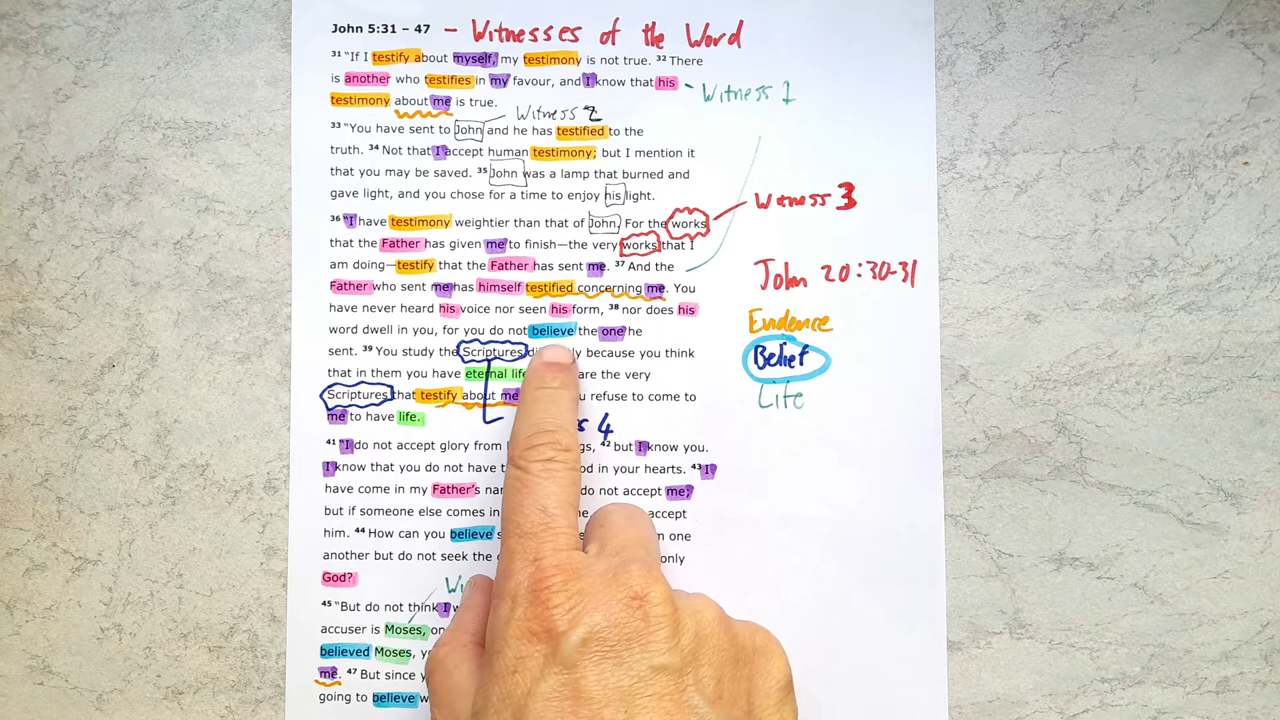 John 5:31 – 47 – Witnesses of the Word
31 "If I testify about myself, my testimony is not true. 32 There
is another who testifies in my favour, and I know that his - Witness 1
testimony about me is true.
Witness 2
33 "You have sent to John and he has testified to the
truth. 34 Not that I accept human testimony; but I mention it
that you may be saved. 35 John was a lamp that burned and
gave light, and you chose for a time to enjoy his light.
Witness 3
36 "I have testimony weightier than that of John. For the works
that the Father has given me to finish—the very works that I
am doing—testify that the Father has sent me. 37 And the
John 20:30-31
Father who sent me has himself testified concerning me. You
have never heard his voice nor seen his form, 38 nor does his
Evidence
word dwell in you, for you do not believe the one he
sent. 39 You study the Scriptures because you think
Belief
that in them you have eternal life are the very
Life
Scriptures that testify about me refuse to come to
me to have life.
4
41 "I do not accept glory from 42 but I know you.
I know that you do not have in your hearts. 43 I
have come in my Father's do not accept me;
but if someone else comes in accept
him. 44 How can you believe one
another but do not seek the only
God?
45 "But do not think I
accuser is Moses,
believed Moses,
me. 47 But since
going to believe